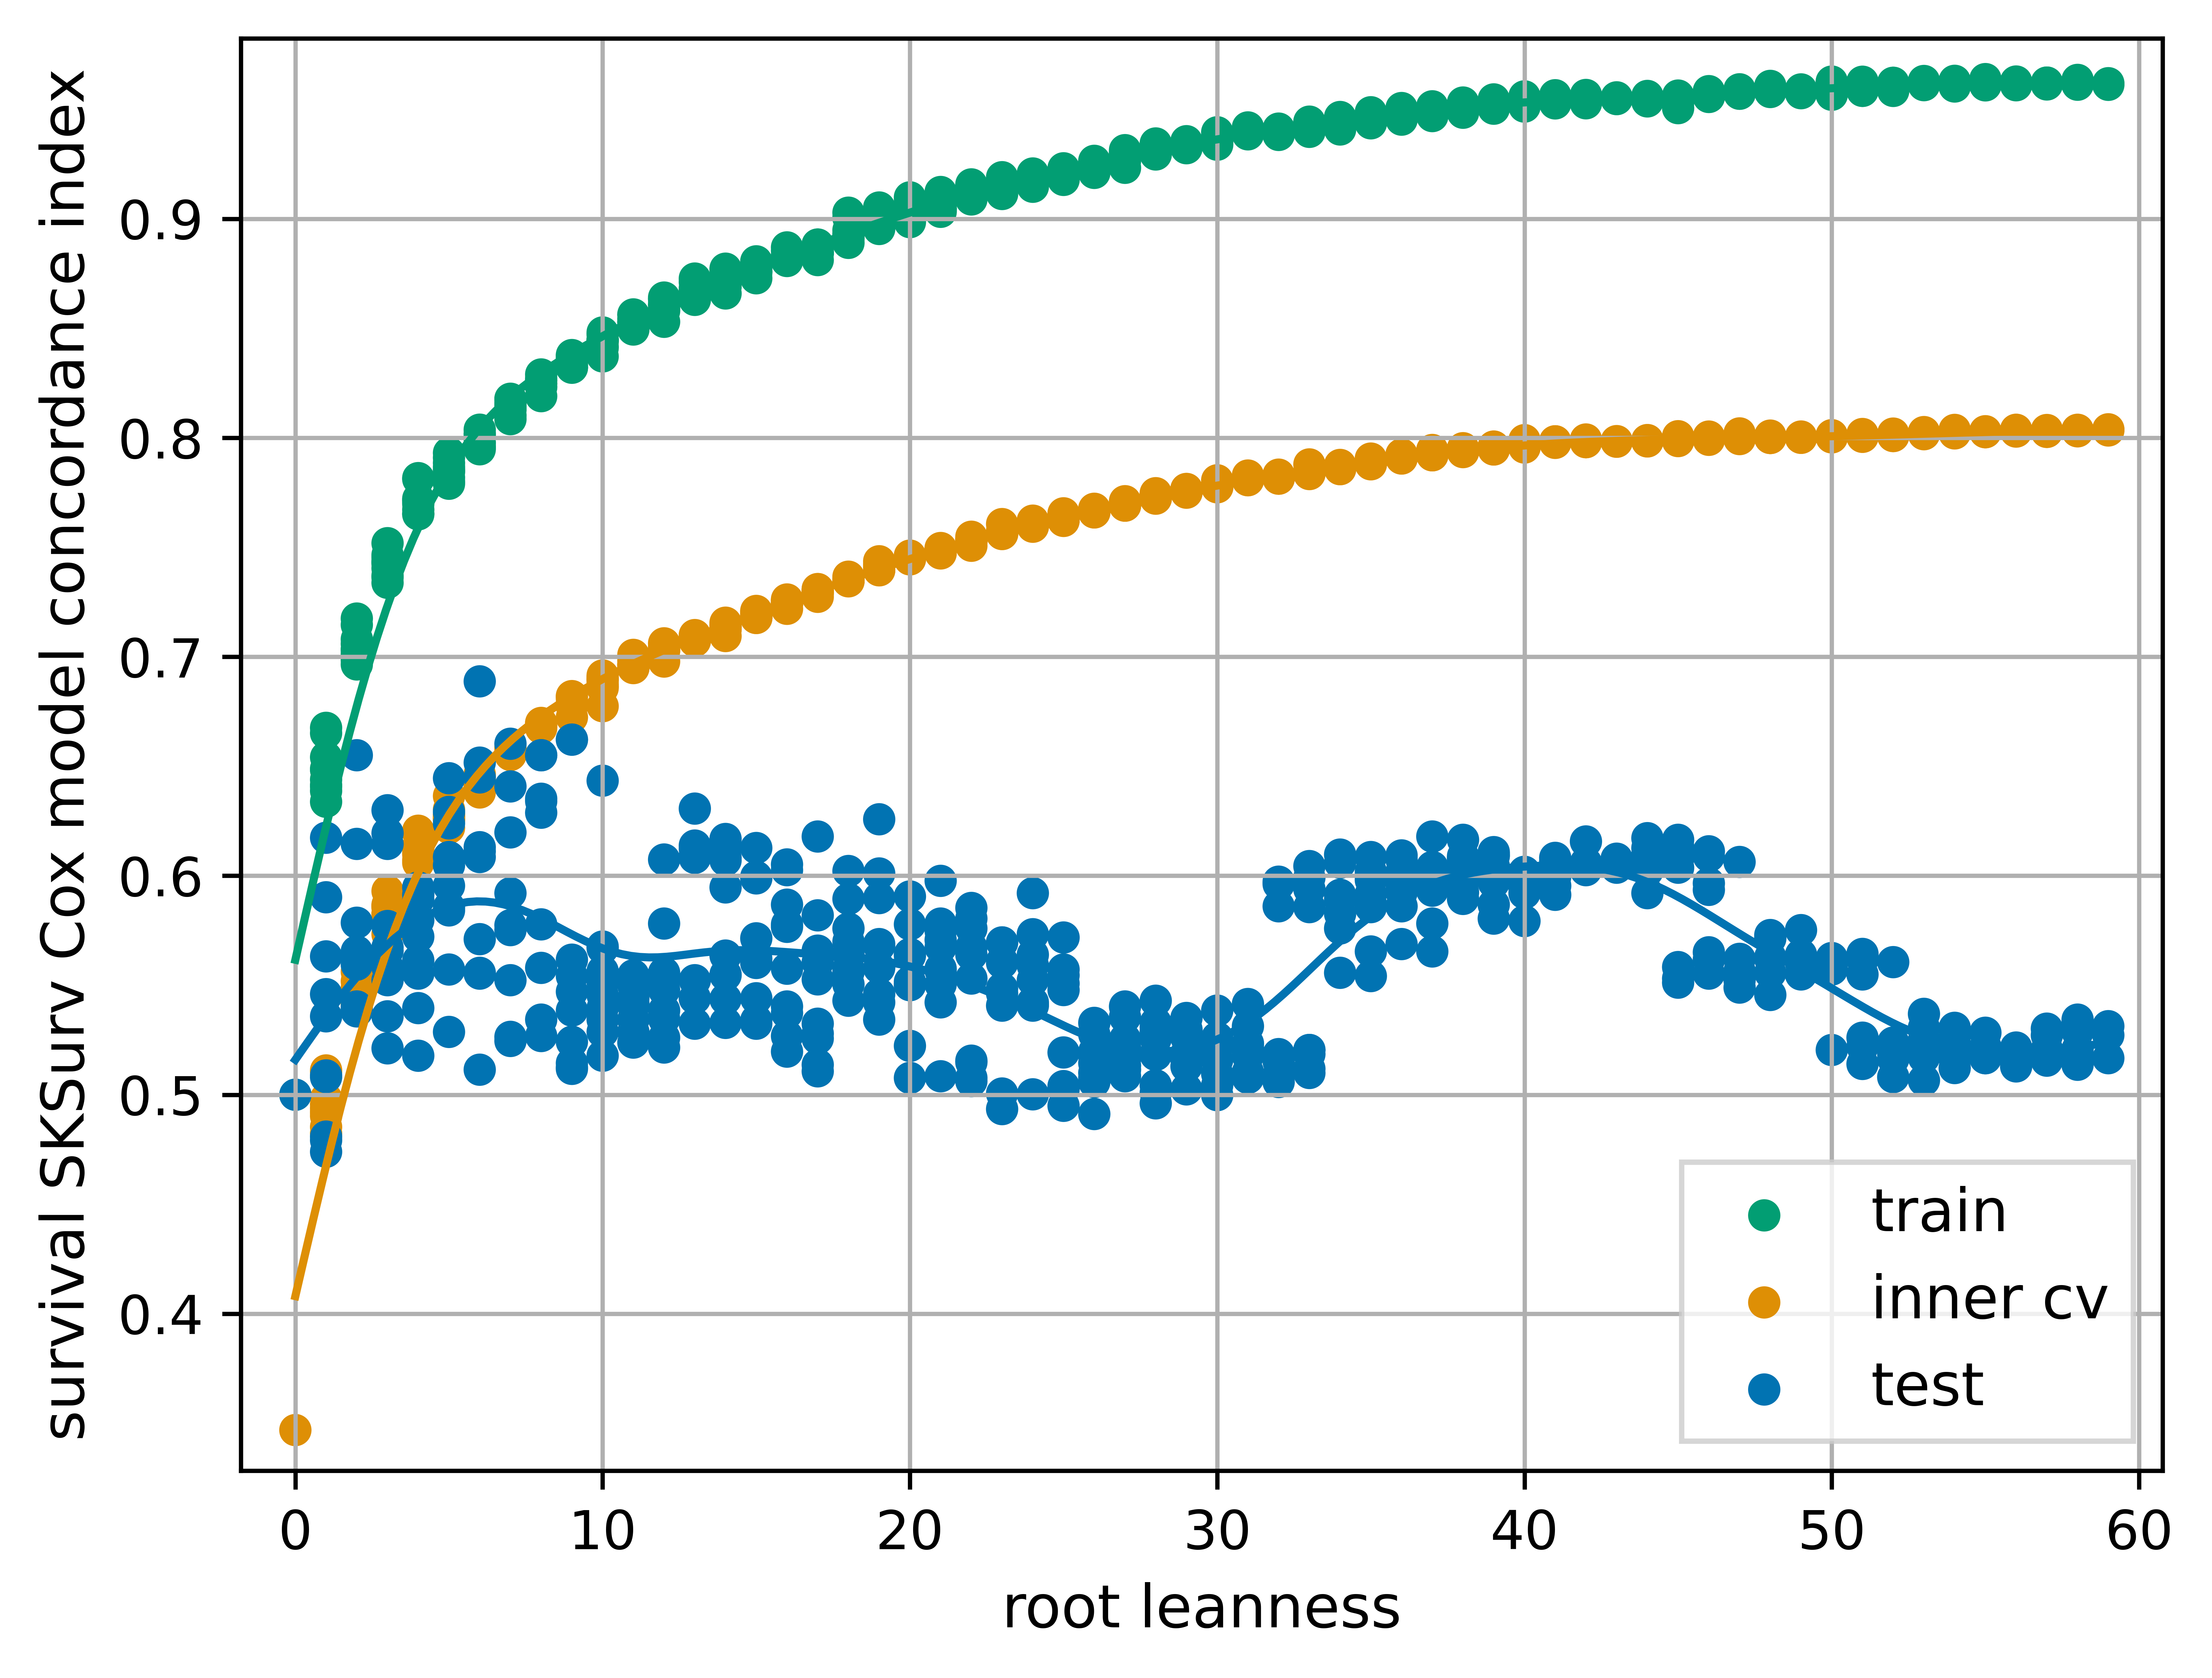 survival SKSurv Cox model concordance index
0.9
0.8
0.7
0.6
0.5
0.4
train
inner cv
test
0 10 20 30 40 50 60
root leanness